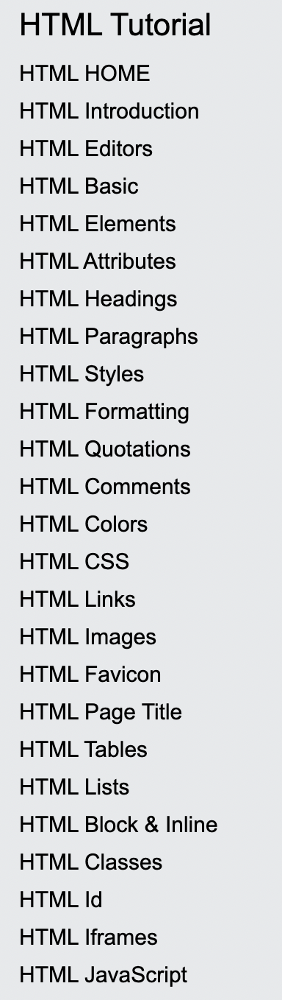 HTML Tutorial
HTML HOME
HTML Introduction
HTML Editors
HTML Basic
HTML Elements
HTML Attributes
HTML Headings
HTML Paragraphs
HTML Styles
HTML Formatting
HTML Quotations
HTML Comments
HTML Colors
HTML CSS
HTML Links
HTML Images
HTML Favicon
HTML Page Title
HTML Tables
HTML Lists
HTML Block & Inline
HTML Classes
HTML Id
HTML Iframes
HTML JavaScript